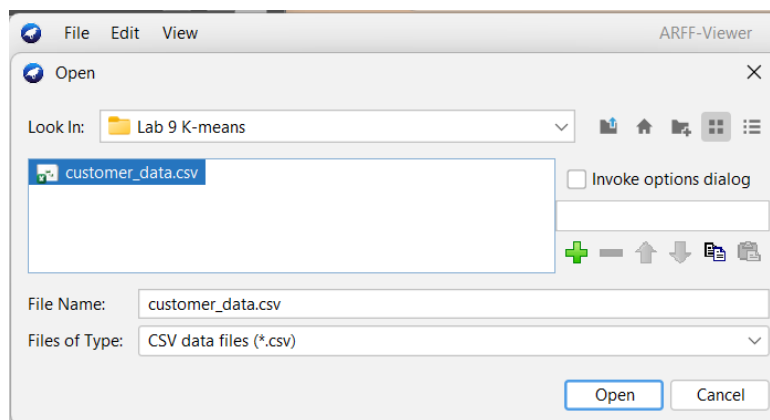 File Edit View ARFF-Viewer
Open
Look In: Lab 9 K-means
customer_data.csv
Invoke options dialog
File Name: customer_data.csv
Files of Type: CSV data files (*.csv)
Open Cancel